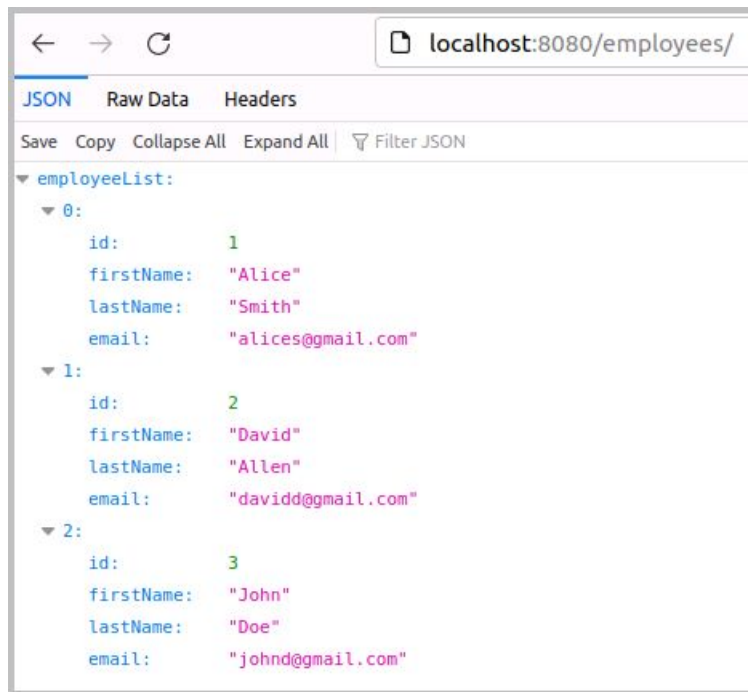 localhost:8080/employees/
JSON Raw Data Headers
Save Copy Collapse All Expand All Filter JSON
employeeList:
0:
id: 1
firstName: "Alice"
lastName: "Smith"
email: "alices@gmail.com"
1:
id: 2
firstName: "David"
lastName: "Allen"
email: "davidd@gmail.com"
2:
id: 3
firstName: "John"
lastName: "Doe"
email: "johnd@gmail.com"